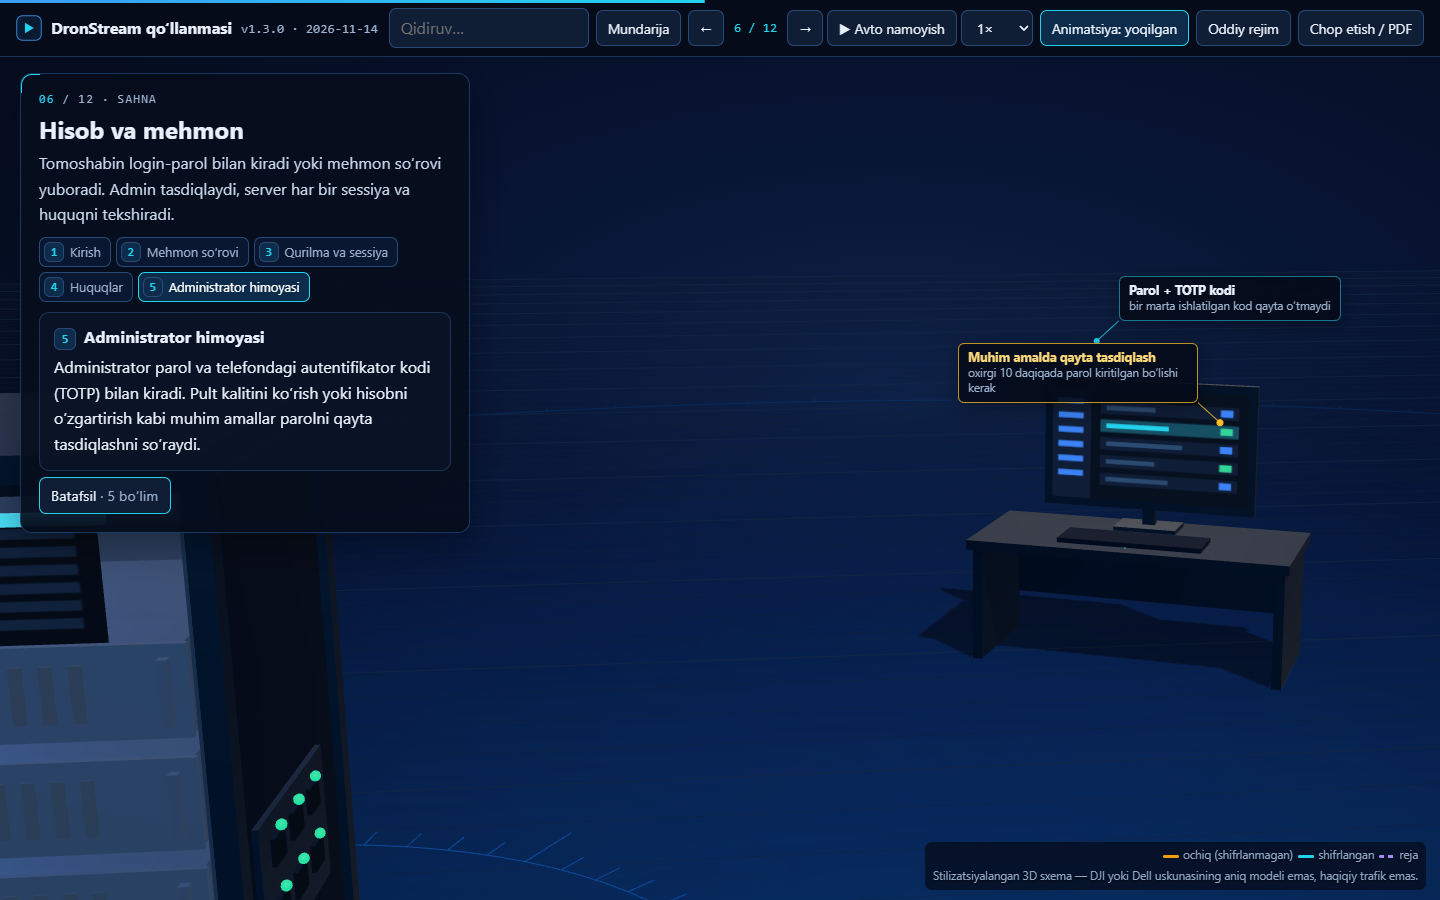 DronStream qo‘llanmasi v1.3.0 · 2026-11-14 Qidiruv... Mundarija ← 6 / 12 → ▶ Avto namoyish 1× Animatsiya: yoqilgan Oddiy rejim Chop etish / PDF
06 / 12 · SAHNA
Hisob va mehmon
Tomoshabin login-parol bilan kiradi yoki mehmon so‘rovi
yuboradi. Admin tasdiqlaydi, server har bir sessiya va
huquqni tekshiradi.
1 Kirish 2 Mehmon so‘rovi 3 Qurilma va sessiya
4 Huquqlar 5 Administrator himoyasi
5 Administrator himoyasi
Administrator parol va telefondagi autentifikator kodi
(TOTP) bilan kiradi. Pult kalitini ko‘rish yoki hisobni
o‘zgartirish kabi muhim amallar parolni qayta
tasdiqlashni so‘raydi.
Batafsil · 5 bo‘lim
Parol + TOTP kodi
bir marta ishlatilgan kod qayta o‘tmaydi
Muhim amalda qayta tasdiqlash
oxirgi 10 daqiqada parol kiritilgan bo‘lishi
kerak
ochiq (shifrlanmagan) shifrlangan reja
Stilizatsiyalangan 3D sxema — DJI yoki Dell uskunasining aniq modeli emas, haqiqiy trafik emas.